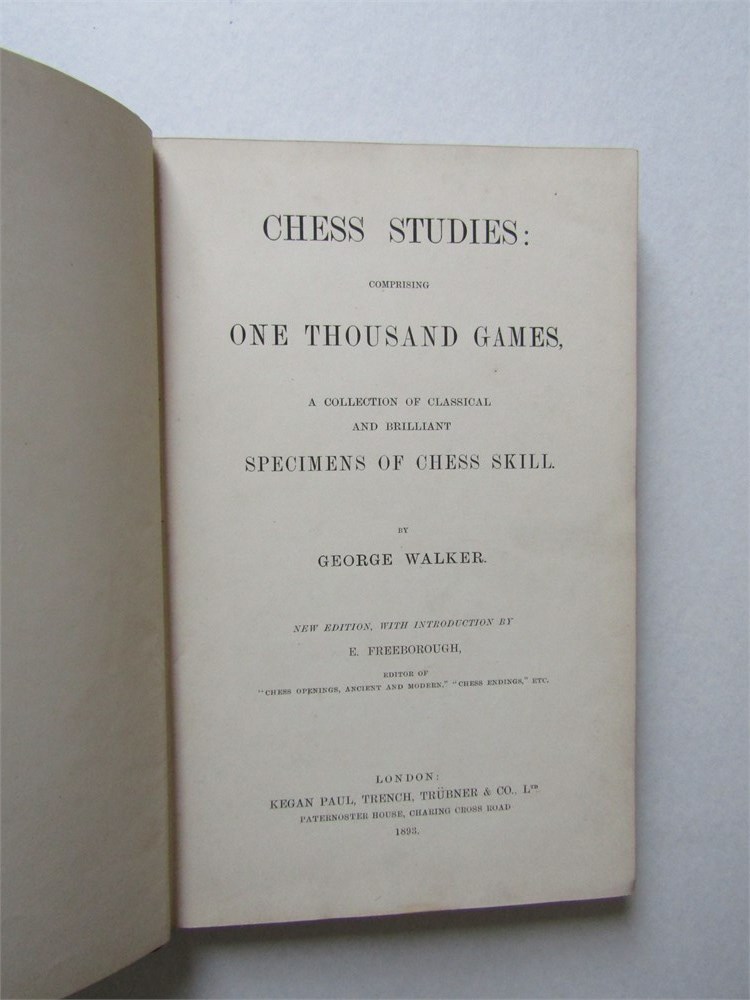 CHESS STUDIES:
COMPRISING
ONE THOUSAND GAMES,
A COLLECTION OF CLASSICAL
AND BRILLIANT
SPECIMENS OF CHESS SKILL.
BY
GEORGE WALKER.
NEW EDITION, WITH INTRODUCTION BY
E. FREEBOROUGH,
EDITOR OF
"CHESS OPENINGS, ANCIENT AND MODERN," "CHESS ENDINGS," ETC.
LONDON:
KEGAN PAUL, TRENCH, TRÜBNER & CO., LTD.
PATERNOSTER HOUSE, CHARING CROSS ROAD
1893.